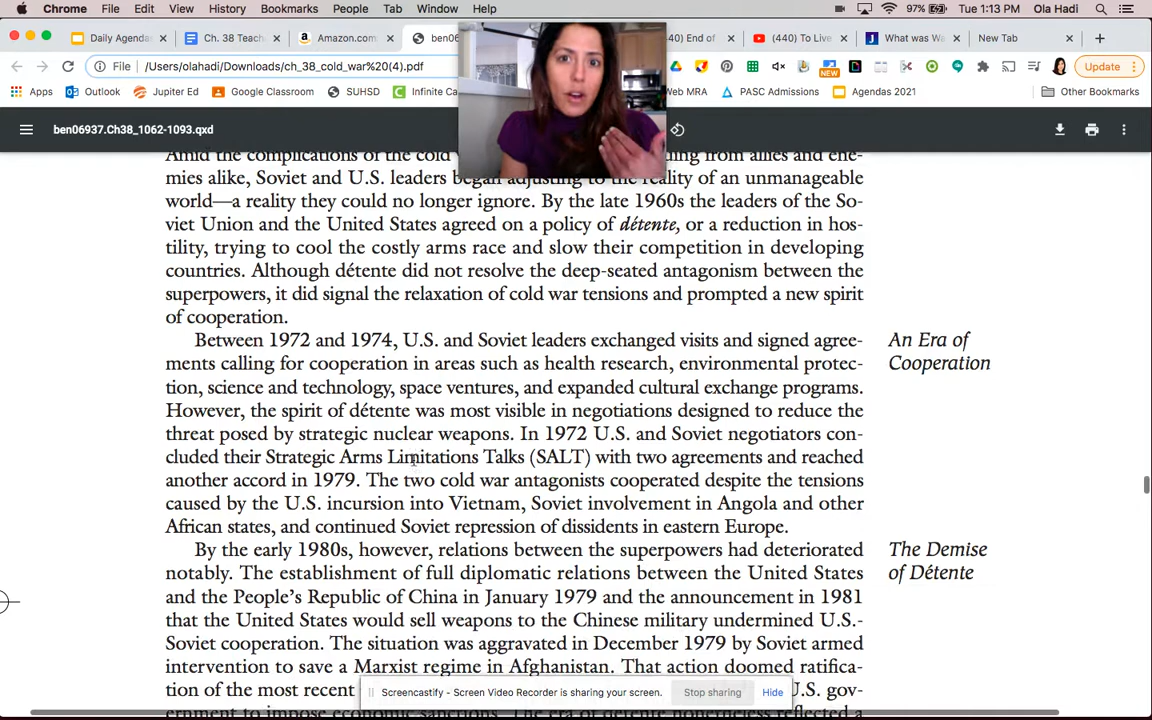 Chrome File Edit View History Bookmarks People Tab Window Help 97% Tue 1:13 PM Ola Hadi
Daily Agenda Ch. 38 Teach Amazon.com beno6 40) End of (440) To Live What was W New Tab
File /Users/olahadi/Downloads/ch_38_cold_war%20(4).pdf NEW Update
Apps Outlook Jupiter Ed Google Classroom SUHSD Infinite Ca Web MRA PASC Admissions Agendas 2021 Other Bookmarks
ben06937.Ch38_1062-1093.qxd
Amid the complications of the cold from allies and ene-
mies alike, Soviet and U.S. leaders began adjusting to the reality of an unmanageable
world—a reality they could no longer ignore. By the late 1960s the leaders of the So-
viet Union and the United States agreed on a policy of détente, or a reduction in hos-
tility, trying to cool the costly arms race and slow their competition in developing
countries. Although détente did not resolve the deep-seated antagonism between the
superpowers, it did signal the relaxation of cold war tensions and prompted a new spirit
of cooperation.
Between 1972 and 1974, U.S. and Soviet leaders exchanged visits and signed agree-
ments calling for cooperation in areas such as health research, environmental protec-
tion, science and technology, space ventures, and expanded cultural exchange programs.
However, the spirit of détente was most visible in negotiations designed to reduce the
threat posed by strategic nuclear weapons. In 1972 U.S. and Soviet negotiators con-
cluded their Strategic Arms Limitations Talks (SALT) with two agreements and reached
another accord in 1979. The two cold war antagonists cooperated despite the tensions
caused by the U.S. incursion into Vietnam, Soviet involvement in Angola and other
African states, and continued Soviet repression of dissidents in eastern Europe.
An Era of
Cooperation
By the early 1980s, however, relations between the superpowers had deteriorated
notably. The establishment of full diplomatic relations between the United States
and the People's Republic of China in January 1979 and the announcement in 1981
that the United States would sell weapons to the Chinese military undermined U.S.-
Soviet cooperation. The situation was aggravated in December 1979 by Soviet armed
intervention to save a Marxist regime in Afghanistan. That action doomed ratifica-
tion of the most recent U.S. gov-
ernment to impose economic sanctions. The era of détente nonetheless reflected a
The Demise
of Détente
Screencastify - Screen Video Recorder is sharing your screen. Stop sharing Hide